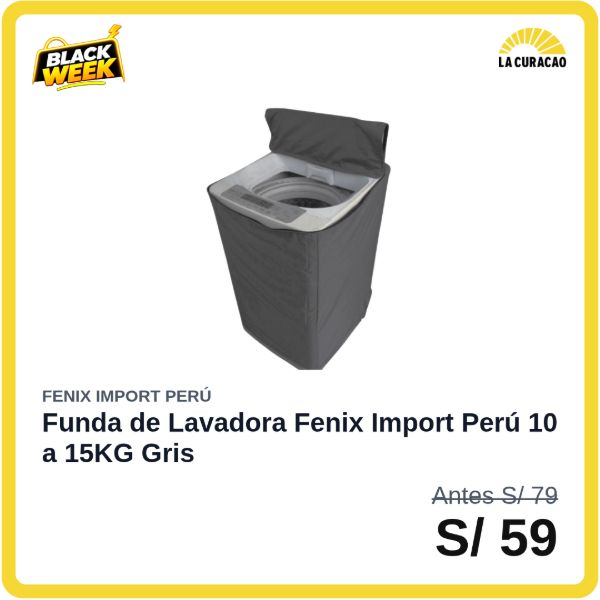 BLACK
WEEK
LA CURACAO
FENIX IMPORT PERÚ
Funda de Lavadora Fenix Import Perú 10
a 15KG Gris
Antes S/ 79
S/ 59